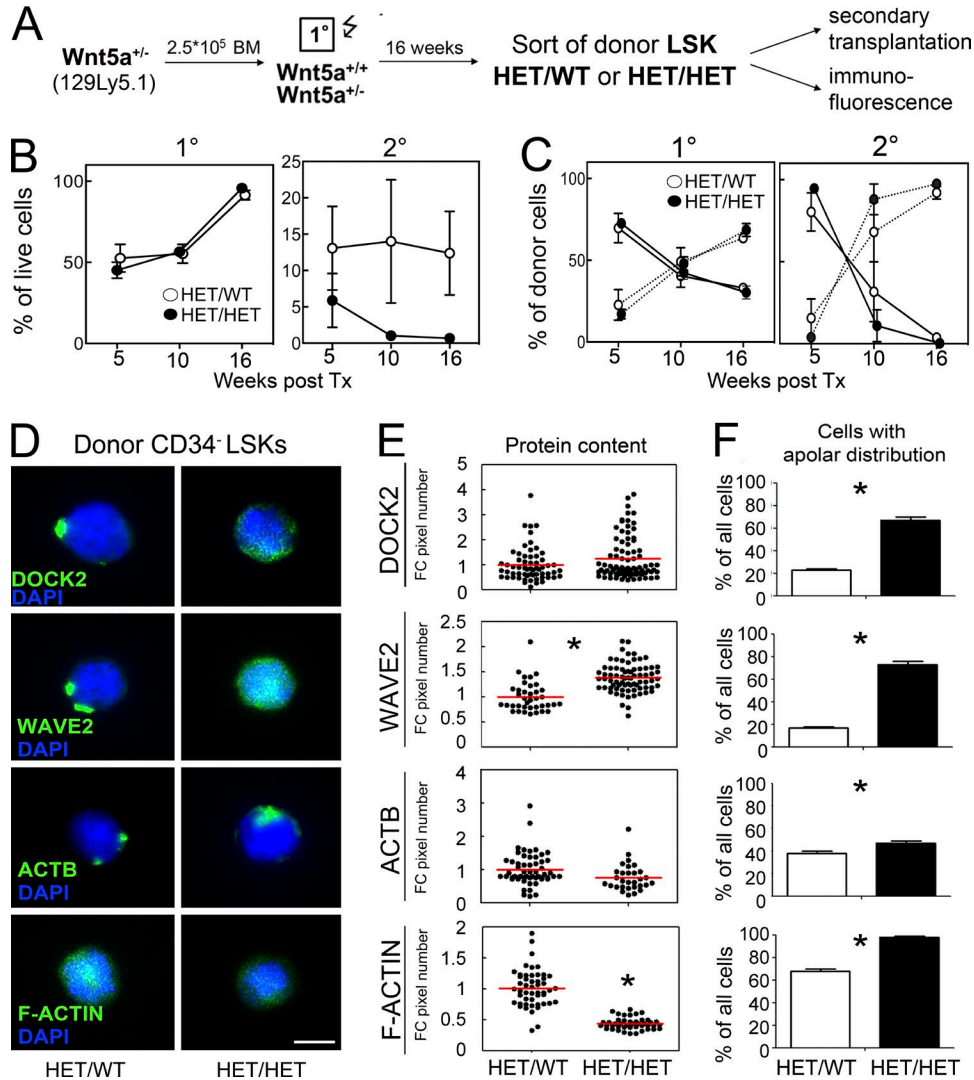 A
Wnt5a+/-
(129Ly5.1)
2.5*10⁵ BM
1°
Wnt5a+/+
Wnt5a+/-
16 weeks
Sort of donor LSK
HET/WT or HET/HET
secondary
transplantation
immuno-
fluorescence
B
1°
2°
% of live cells
100
50
0
25
20
15
10
5
0
HET/WT
HET/HET
5 10 16
5 10 16
Weeks post Tx
C
1°
2°
% of donor cells
100
50
0
HET/WT
HET/HET
5 10 16
5 10 16
Weeks post Tx
D
Donor CD34- LSKs
DOCK2
DAPI
WAVE2
DAPI
ACTB
DAPI
F-ACTIN
DAPI
HET/WT
HET/HET
E
Protein content
DOCK2
FC pixel number
5
4
3
2
1
0
WAVE2
FC pixel number
2.5
2
1.5
1
0.5
0
*
ACTB
FC pixel number
4
3
2
1
0
F-ACTIN
FC pixel number
2
1.5
1
0.5
0
*
HET/WT
HET/HET
F
Cells with
apolar distribution
% of all cells
100
80
60
40
20
0
*
% of all cells
100
80
60
40
20
0
*
% of all cells
100
80
60
40
20
0
*
% of all cells
100
80
60
40
20
0
*
HET/WT
HET/HET